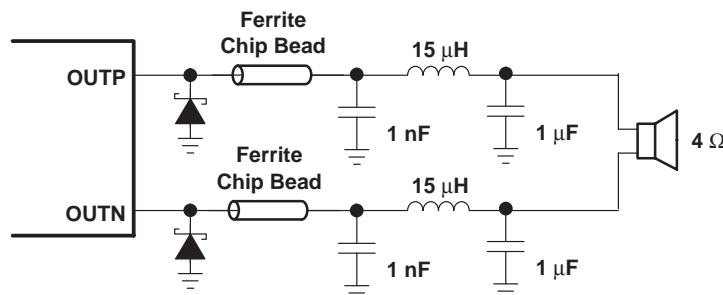 Ferrite
Chip Bead
15 μH
OUTP
1 nF
1 μF
4 Ω
Ferrite
Chip Bead
15 μH
OUTN
1 nF
1 μF